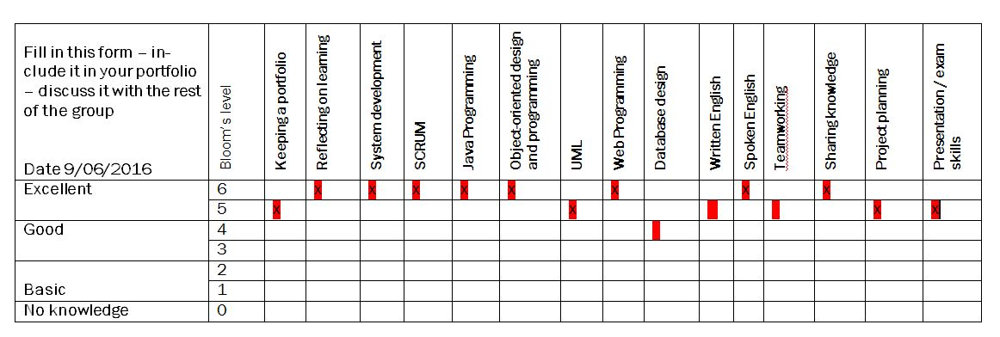 Fill in this form – in-
clude it in your portfolio
– discuss it with the rest
of the group
Date 9/06/2016
Bloom's level
Keeping a portfolio
Reflecting on learning
System development
SCRUM
Java Programming
Object-oriented design
and programming
UML
Web Programming
Database design
Written English
Spoken English
Teamworking
Sharing knowledge
Project planning
Presentation / exam
skills
Excellent 6 x x x x x x x x
5 x x x x
Good 4
3
2
Basic 1
No knowledge 0